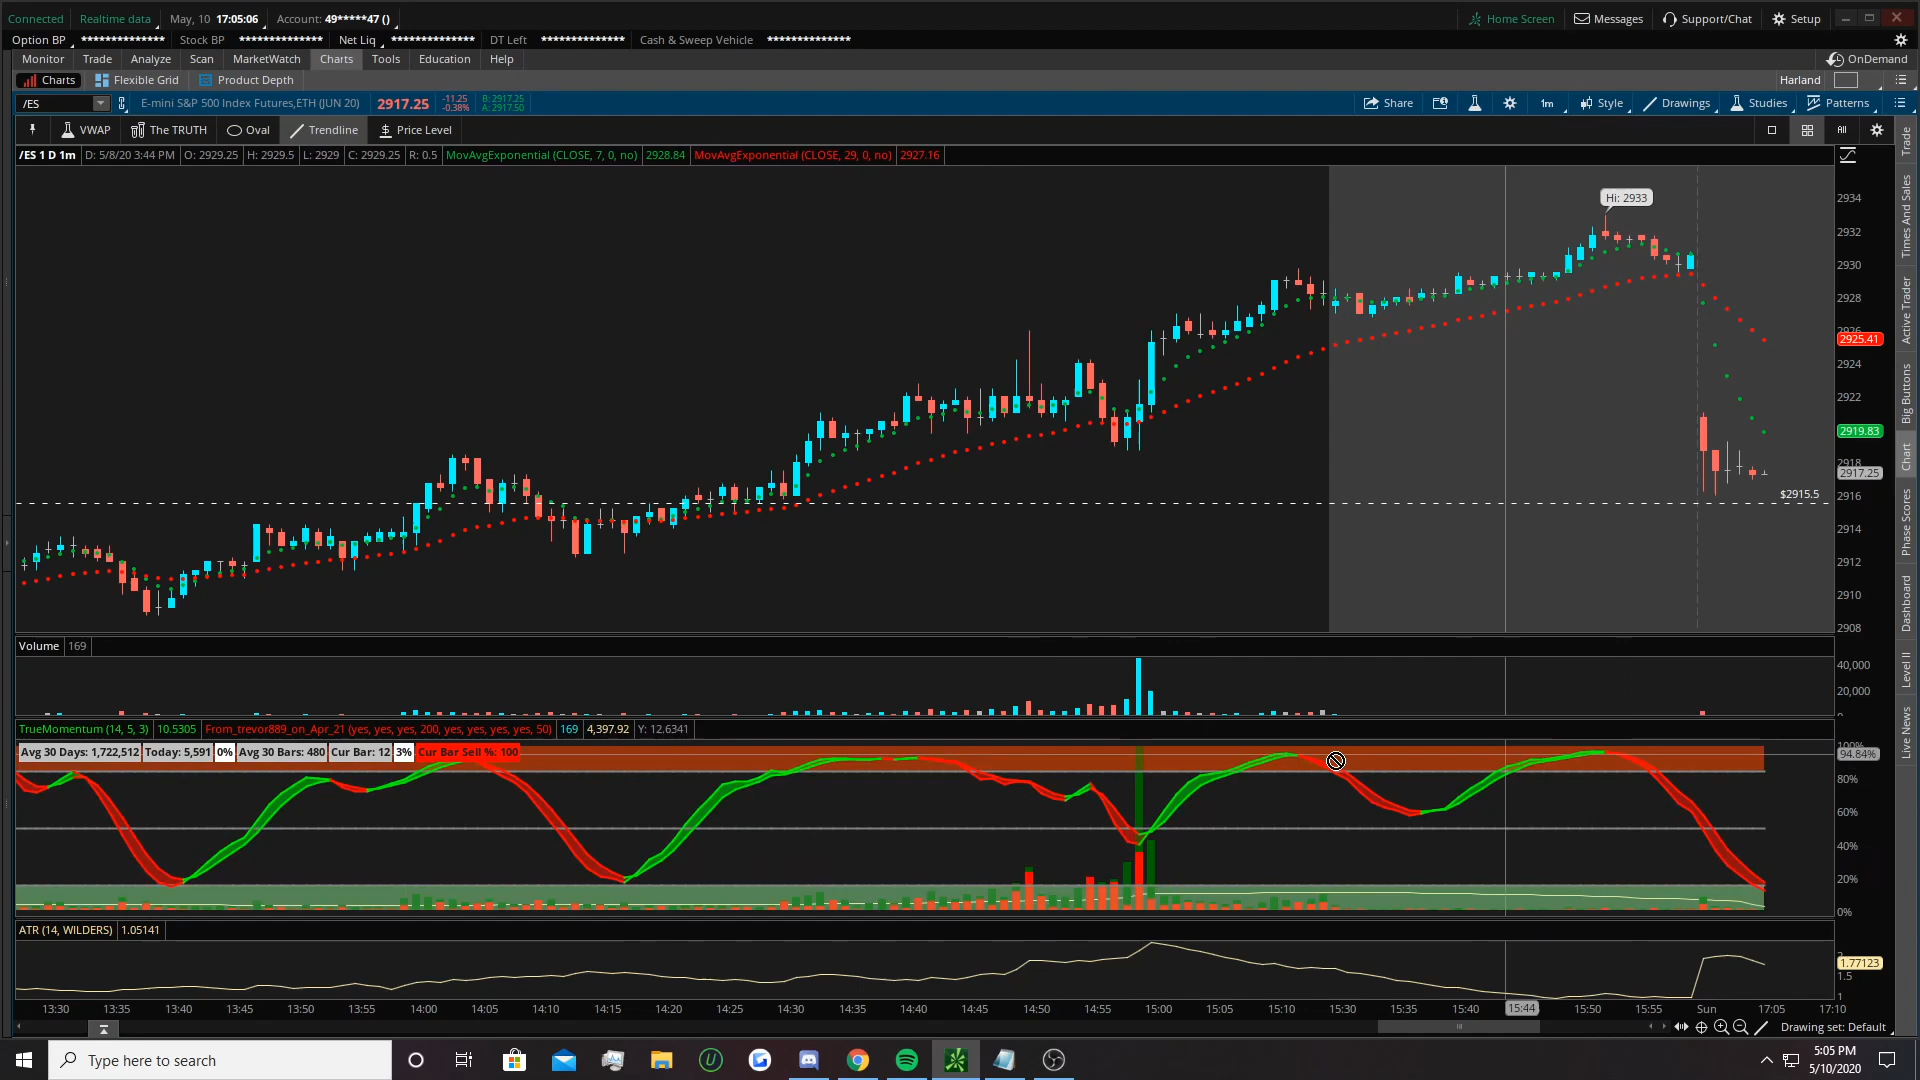 Connected Realtime data May, 10 17:05:06 Account: 49*****47 () Home Screen Messages Support/Chat Setup
Option BP ************** Stock BP ************** Net Liq ************** DT Left ************** Cash & Sweep Vehicle **************
Monitor Trade Analyze Scan MarketWatch Charts Tools Education Help OnDemand
Charts Flexible Grid Product Depth Harland
/ES E-mini S&P 500 Index Futures,ETH (JUN 20) 2917.25 -11.25 -0.38% B: 2917.25 A: 2917.50 Share 1m Style Drawings Studies Patterns
VWAP The TRUTH Oval Trendline $ Price Level All
/ES 1 D 1m D: 5/8/20 3:44 PM O: 2929.25 H: 2929.5 L: 2929 C: 2929.25 R: 0.5 MovAvgExponential (CLOSE, 7, 0, no) 2928.84 MovAvgExponential (CLOSE, 29, 0, no) 2927.16
Hi: 2933
2934
2932
2930
2928
2926
2925.41
2924
2922
2919.83
2918
2917.25
$2915.5
2916
2914
2912
2910
2908
Volume 169
40,000
20,000
TrueMomentum (14, 5, 3) 10.5305 From_trevor889_on_Apr_21 (yes, yes, yes, 200, yes, yes, yes, yes, 50) 169 4,397.92 Y: 12.6341
Avg 30 Days: 1,722,512 Today: 5,591 0% Avg 30 Bars: 480 Cur Bar: 12 3% Cur Bar Sell %: 100
100%
94.84%
80%
60%
40%
20%
0%
ATR (14, WILDERS) 1.05141
2
1.77123
1.5
1
13:30 13:35 13:40 13:45 13:50 13:55 14:00 14:05 14:10 14:15 14:20 14:25 14:30 14:35 14:40 14:45 14:50 14:55 15:00 15:05 15:10 15:30 15:35 15:40 15:44 15:50 15:55 Sun 17:05 17:10
Drawing set: Default
Trade
Times And Sales
Active Trader
Big Buttons
Chart
Phase Scores
Dashboard
Level II
Live News
Type here to search
5:05 PM
5/10/2020